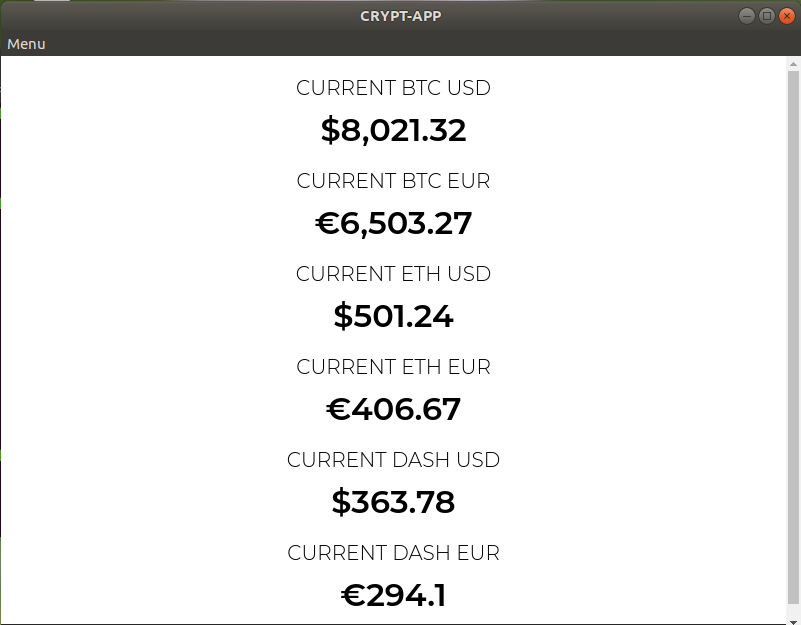 CRYPT-APP
Menu
CURRENT BTC USD
$8,021.32
CURRENT BTC EUR
€6,503.27
CURRENT ETH USD
$501.24
CURRENT ETH EUR
€406.67
CURRENT DASH USD
$363.78
CURRENT DASH EUR
€294.1